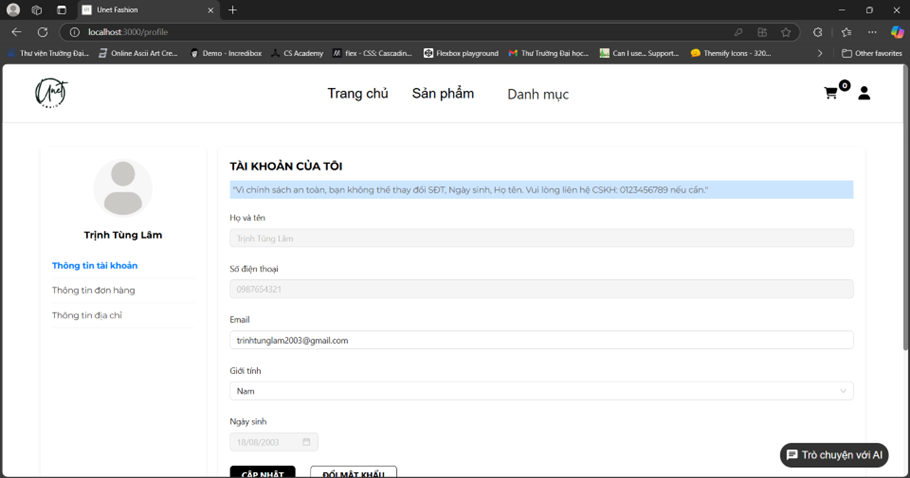 Unet Fashion
localhost:3000/profile
Thư viện Trường Đại... Online Ascii Art Cre... Demo - Incredibox CS Academy flex - CSS: Cascadin... Flexbox playground Thư Trường Đại học... Can I use... Support... Themify Icons - 320... Other favorites
Unet
Trang chủ Sản phẩm Danh mục 0
TÀI KHOẢN CỦA TÔI
"Vì chính sách an toàn, bạn không thể thay đổi SĐT, Ngày sinh, Họ tên. Vui lòng liên hệ CSKH: 0123456789 nếu cần."
Trịnh Tùng Lâm
Thông tin tài khoản
Thông tin đơn hàng
Thông tin địa chỉ
Họ và tên
Trịnh Tùng Lâm
Số điện thoại
0987654321
Email
trinhtunglam2003@gmail.com
Giới tính
Nam
Ngày sinh
18/08/2003
CẬP NHẬT ĐỔI MẬT KHẨU
Trò chuyện với AI